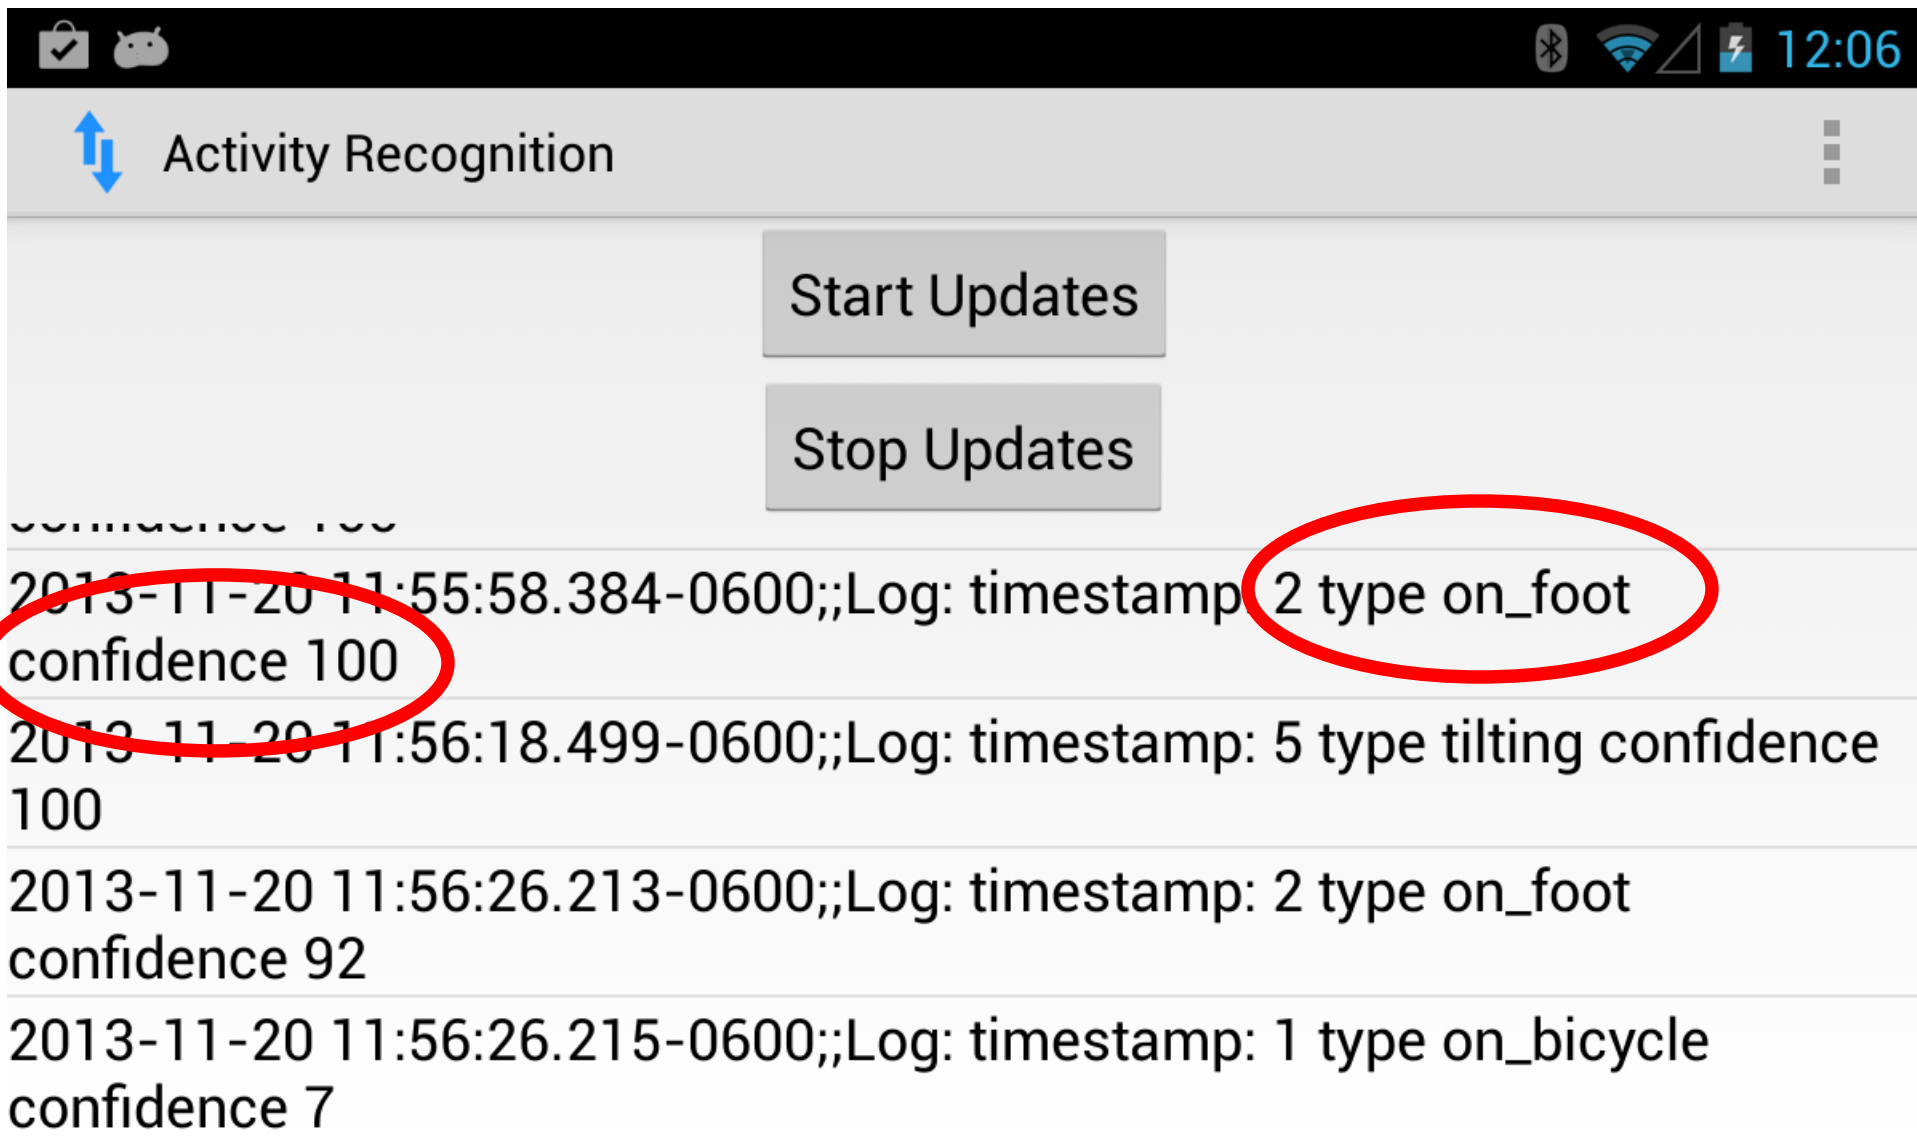 12:06
Activity Recognition
Start Updates
Stop Updates
confidence 100
2013-11-20 11:55:58.384-0600;;Log: timestamp: 2 type on_foot
confidence 100
2013-11-20 11:56:18.499-0600;;Log: timestamp: 5 type tilting confidence
100
2013-11-20 11:56:26.213-0600;;Log: timestamp: 2 type on_foot
confidence 92
2013-11-20 11:56:26.215-0600;;Log: timestamp: 1 type on_bicycle
confidence 7